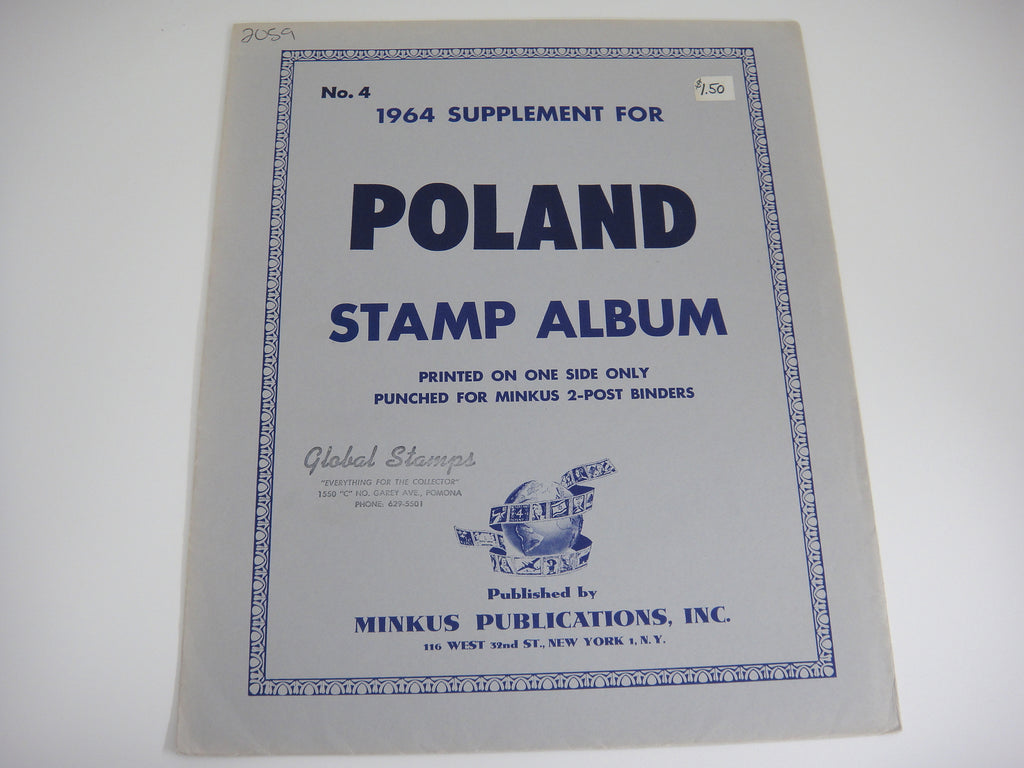 2059
No. 4
$1.50
1964 SUPPLEMENT FOR
POLAND
STAMP ALBUM
PRINTED ON ONE SIDE ONLY
PUNCHED FOR MINKUS 2-POST BINDERS
Global Stamps
"EVERYTHING FOR THE COLLECTOR"
1550 "C" NO. GAREY AVE., POMONA
PHONE: 629-5501
Published by
MINKUS PUBLICATIONS, INC.
116 WEST 32nd ST., NEW YORK 1, N.Y.